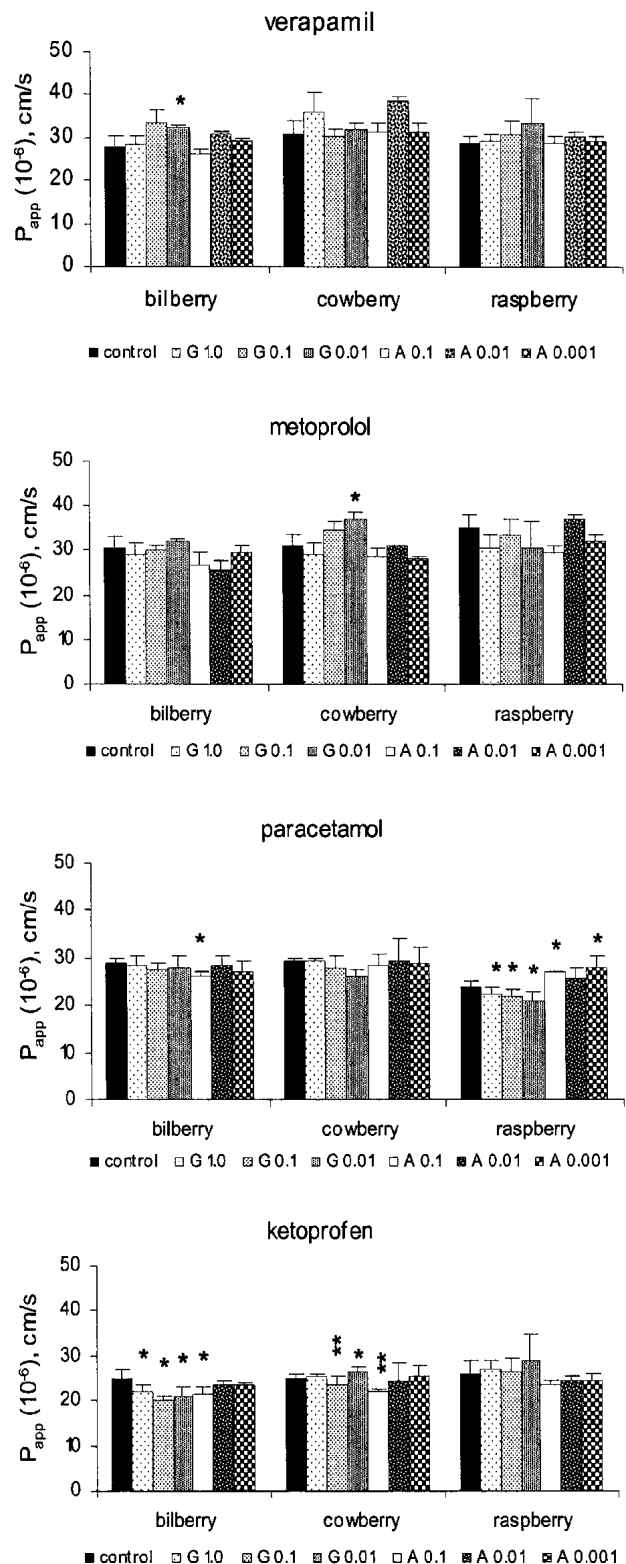 verapamil
50
40
30
20
10
0
P_app (10⁻⁶), cm/s
*
bilberry cowberry raspberry
control G 1.0 G 0.1 G 0.01 A 0.1 A 0.01 A 0.001
metoprolol
50
40
30
20
10
0
P_app (10⁻⁶), cm/s
*
bilberry cowberry raspberry
control G 1.0 G 0.1 G 0.01 A 0.1 A 0.01 A 0.001
paracetamol
50
40
30
20
10
0
P_app (10⁻⁶), cm/s
* * * * * *
bilberry cowberry raspberry
control G 1.0 G 0.1 G 0.01 A 0.1 A 0.01 A 0.001
ketoprofen
50
40
30
20
10
0
P_app (10⁻⁶), cm/s
* * * * ** * **
bilberry cowberry raspberry
control G 1.0 G 0.1 G 0.01 A 0.1 A 0.01 A 0.001